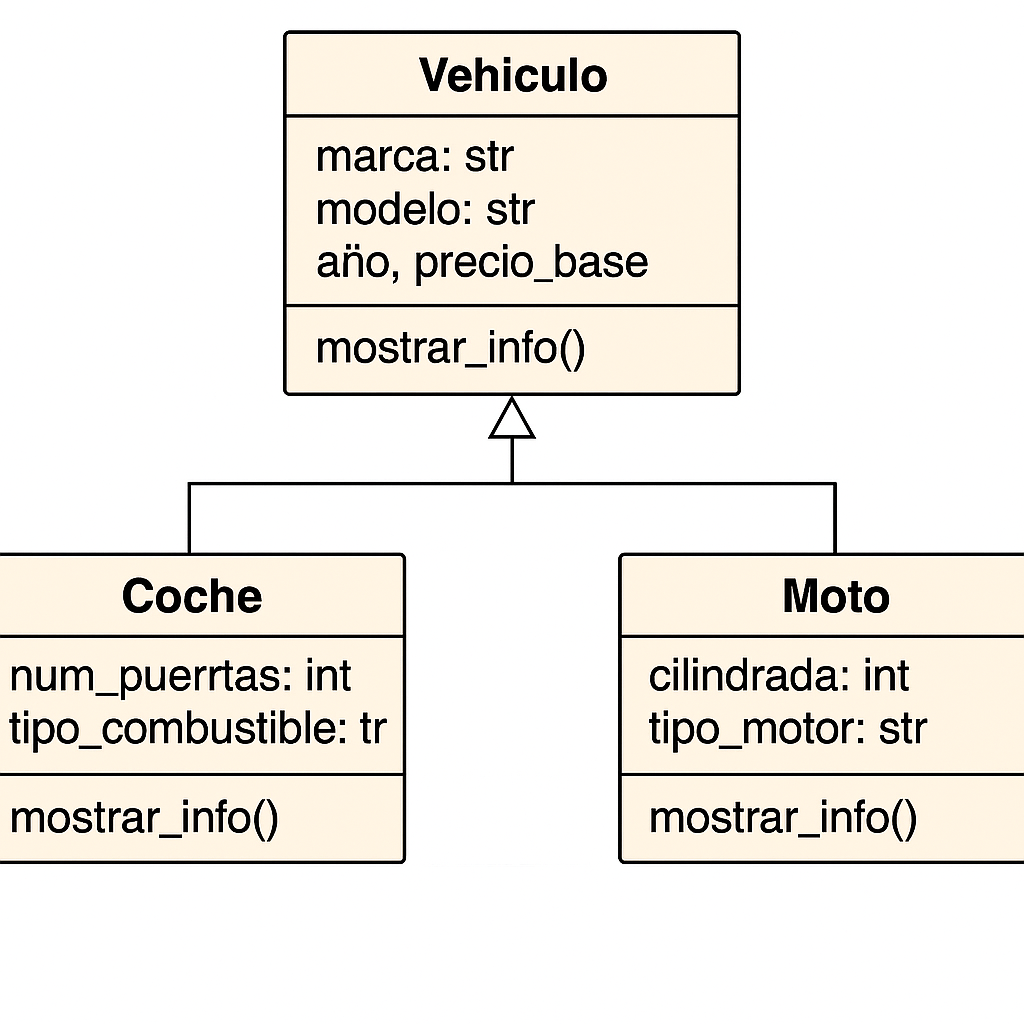 Vehiculo
marca: str
modelo: str
an̈o, precio_base
mostrar_info()
Coche
num_puerrtas: int
tipo_combustible: tr
mostrar_info()
Moto
cilindrada: int
tipo_motor: str
mostrar_info()